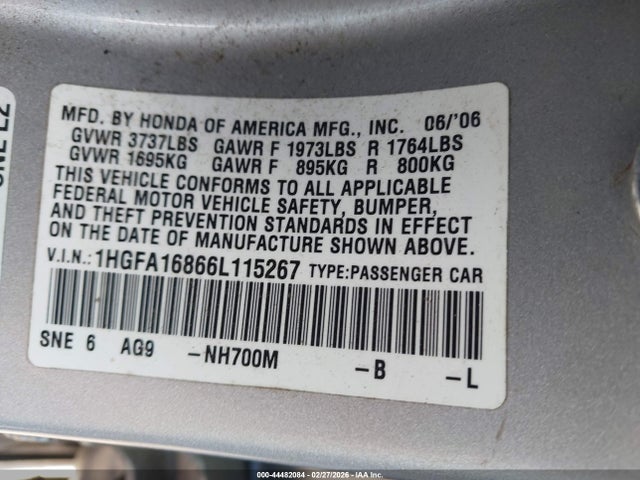 MFD. BY HONDA OF AMERICA MFG., INC. 06/'06
GVWR 3737LBS GAWR F 1973LBS R 1764LBS
GVWR 1695KG GAWR F 895KG R 800KG
THIS VEHICLE CONFORMS TO ALL APPLICABLE
FEDERAL MOTOR VEHICLE SAFETY, BUMPER,
AND THEFT PREVENTION STANDARDS IN EFFECT
ON THE DATE OF MANUFACTURE SHOWN ABOVE.
V.I.N.:1HGFA16866L115267 TYPE:PASSENGER CAR
SNE 6 AG9 -NH700M -B -L
000-44482084 - 02/27/2026 - IAA Inc.